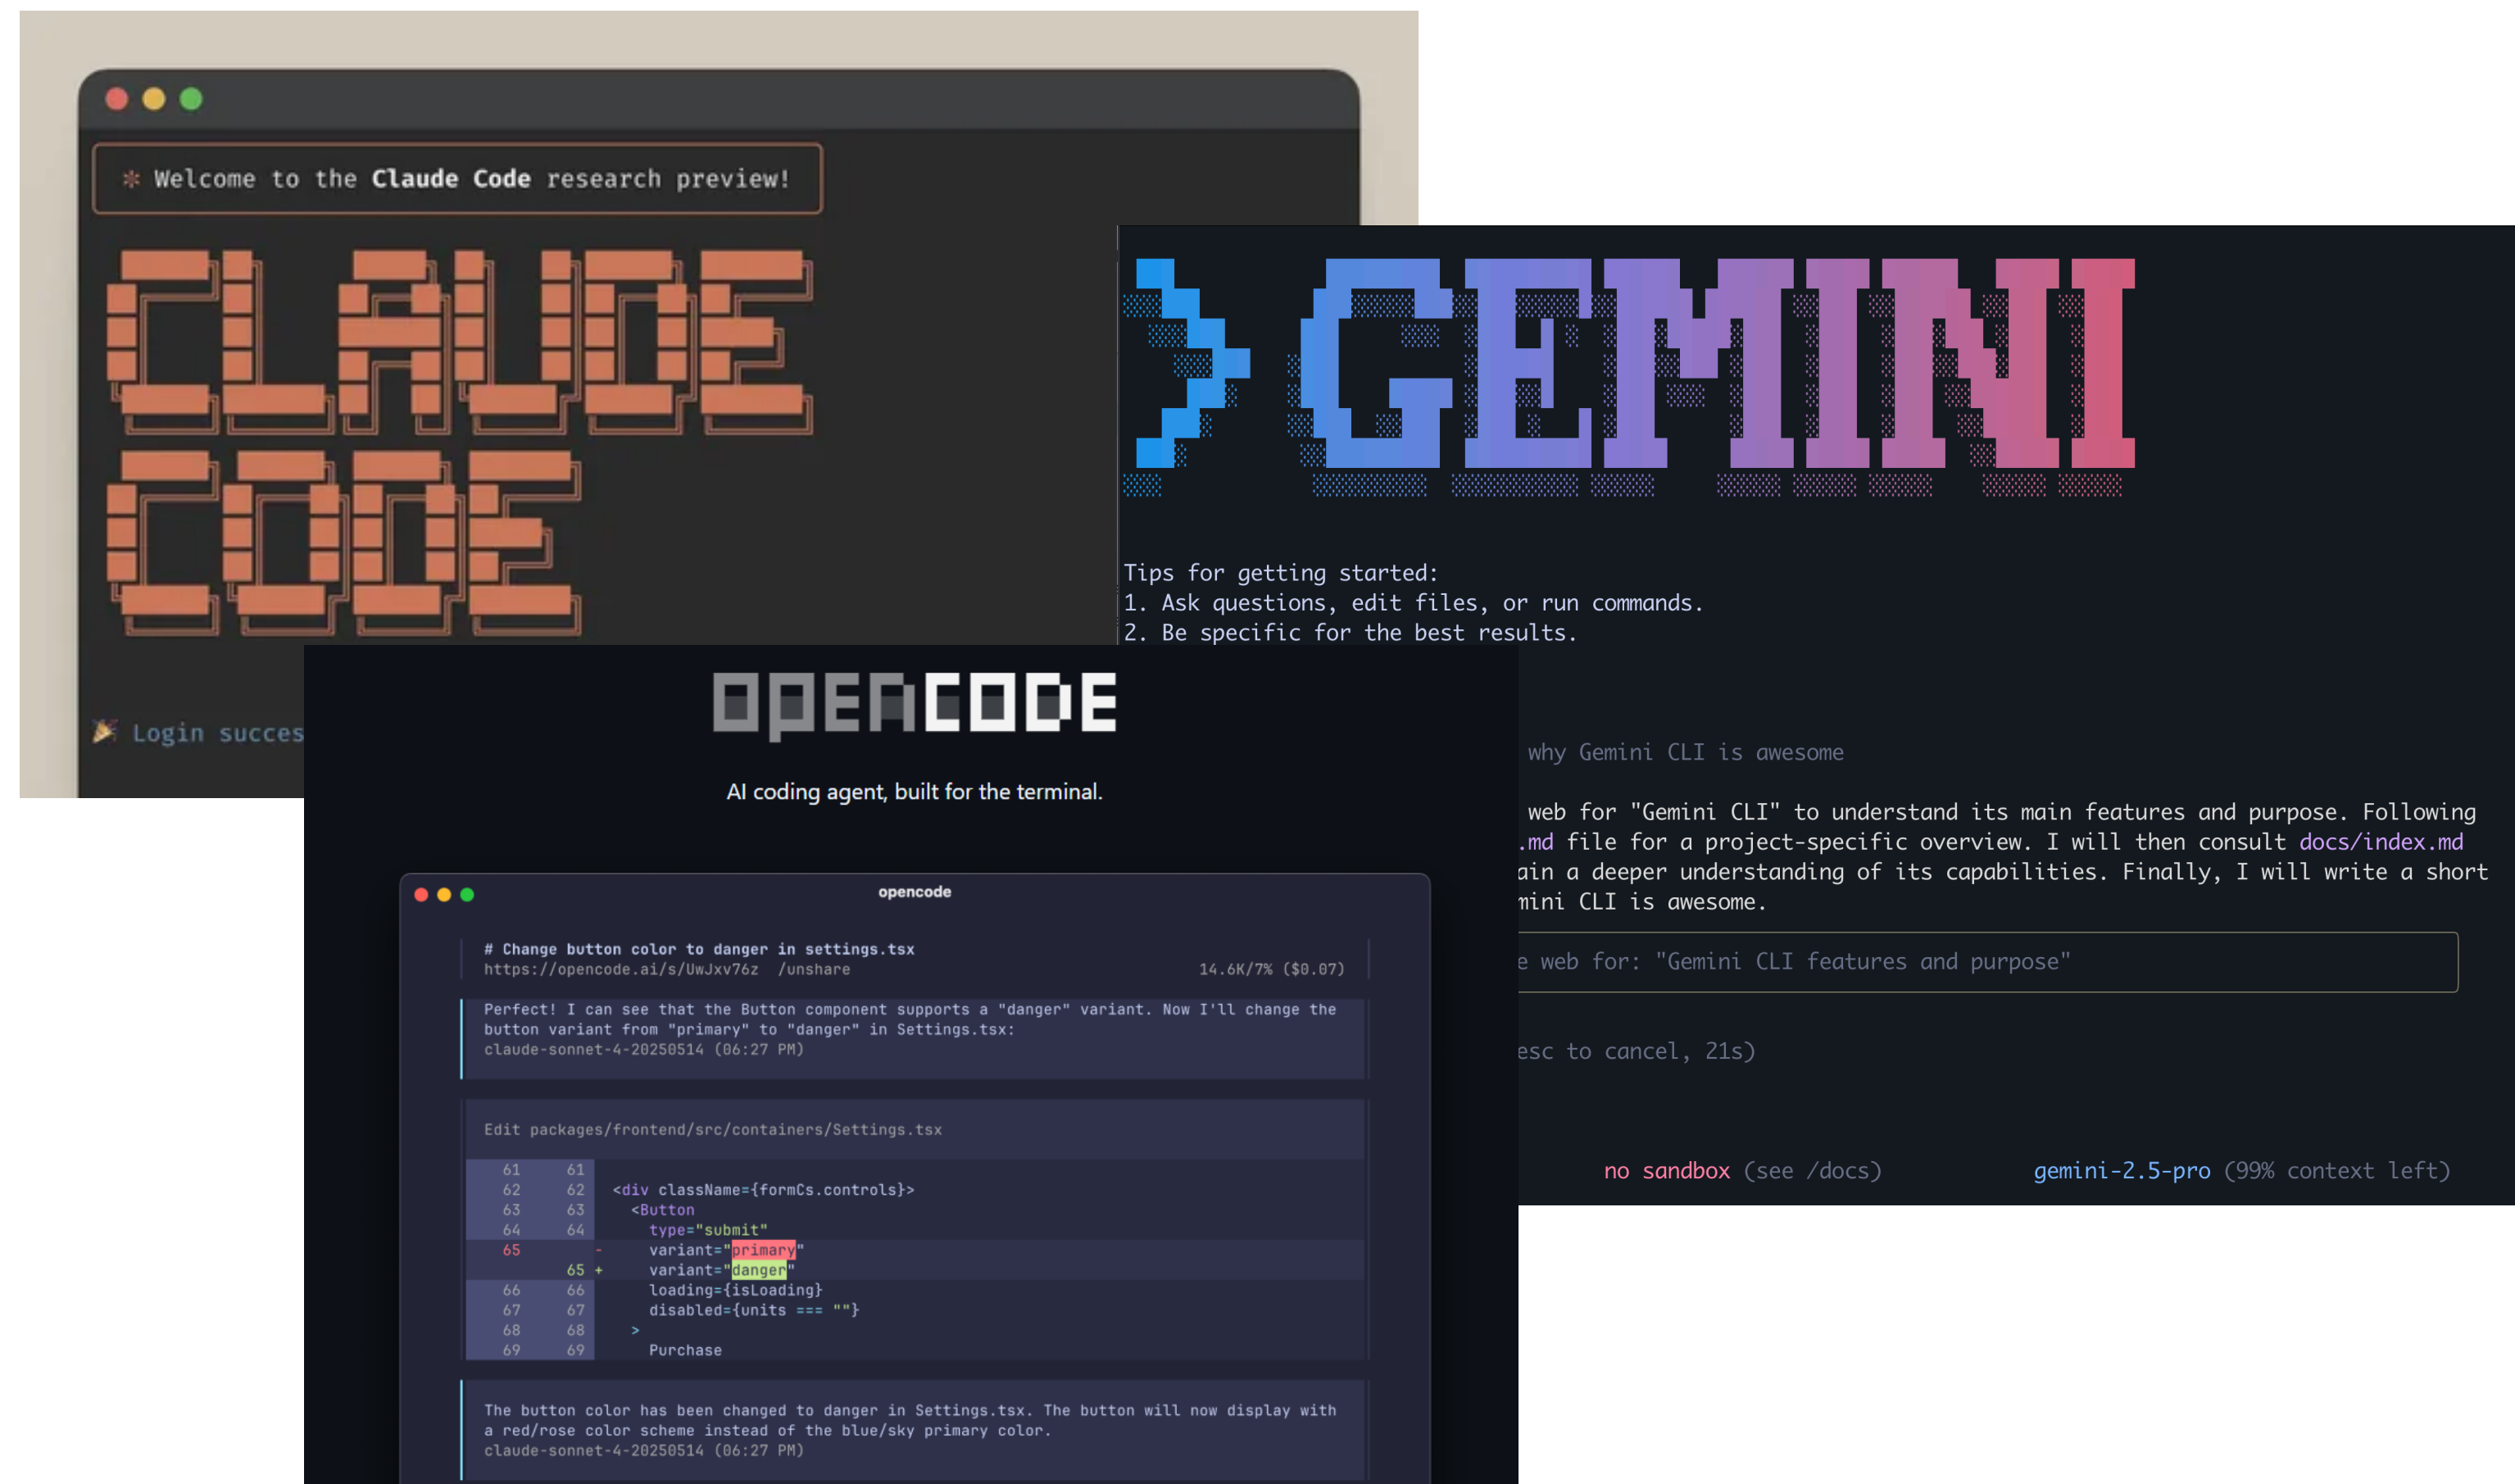 * Welcome to the Claude Code research preview!
CLAUDE
CODE
🎉 Login succes
> GEMINI
Tips for getting started:
1. Ask questions, edit files, or run commands.
2. Be specific for the best results.
why Gemini CLI is awesome
web for "Gemini CLI" to understand its main features and purpose. Following
.md file for a project-specific overview. I will then consult docs/index.md
ain a deeper understanding of its capabilities. Finally, I will write a short
mini CLI is awesome.
e web for: "Gemini CLI features and purpose"
esc to cancel, 21s)
no sandbox (see /docs) gemini-2.5-pro (99% context left)
opencode
AI coding agent, built for the terminal.
opencode
# Change button color to danger in settings.tsx
https://opencode.ai/s/UwJxv76z /unshare 14.6K/7% ($0.07)
Perfect! I can see that the Button component supports a "danger" variant. Now I'll change the
button variant from "primary" to "danger" in Settings.tsx:
claude-sonnet-4-20250514 (06:27 PM)
Edit packages/frontend/src/containers/Settings.tsx
61 61
62 62 <div className={formCs.controls}>
63 63 <Button
64 64 type="submit"
65 - variant="primary"
65 + variant="danger"
66 66 loading={isLoading}
67 67 disabled={units === ""}
68 68 >
69 69 Purchase
The button color has been changed to danger in Settings.tsx. The button will now display with
a red/rose color scheme instead of the blue/sky primary color.
claude-sonnet-4-20250514 (06:27 PM)